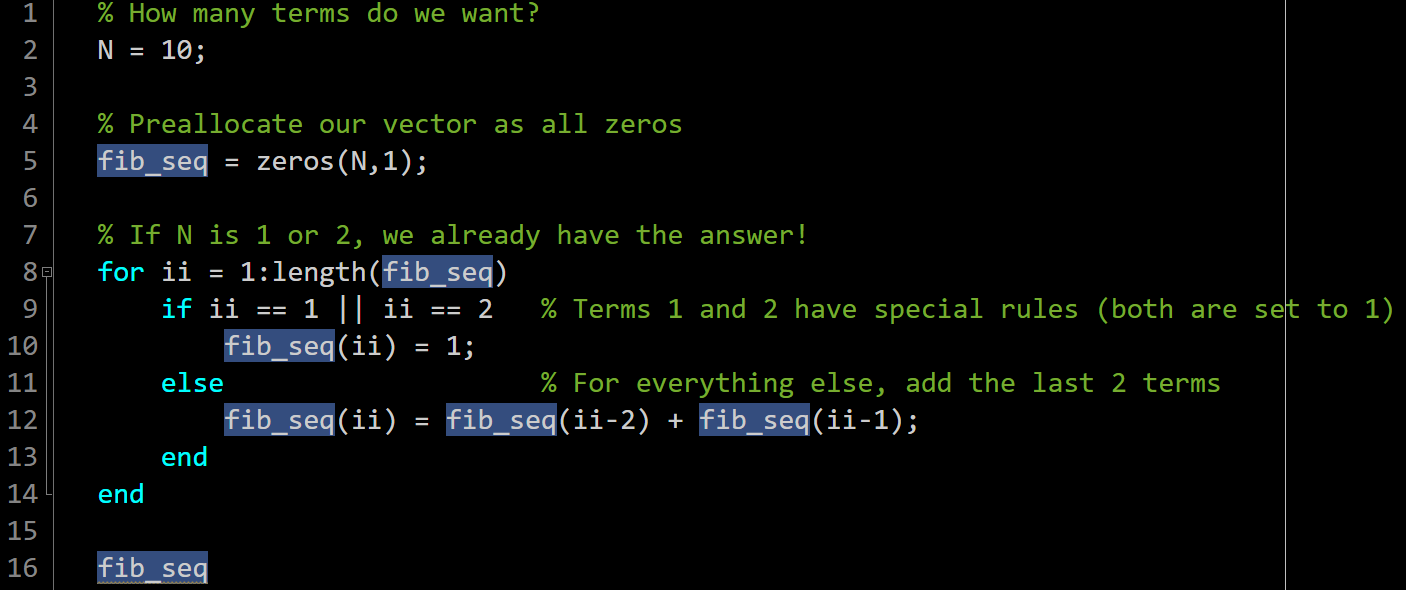 1 % How many terms do we want?
2 N = 10;
3
4 % Preallocate our vector as all zeros
5 fib_seq = zeros(N,1);
6
7 % If N is 1 or 2, we already have the answer!
8 for ii = 1:length(fib_seq)
9 if ii == 1 || ii == 2 % Terms 1 and 2 have special rules (both are set to 1)
10 fib_seq(ii) = 1;
11 else % For everything else, add the last 2 terms
12 fib_seq(ii) = fib_seq(ii-2) + fib_seq(ii-1);
13 end
14 end
15
16 fib_seq